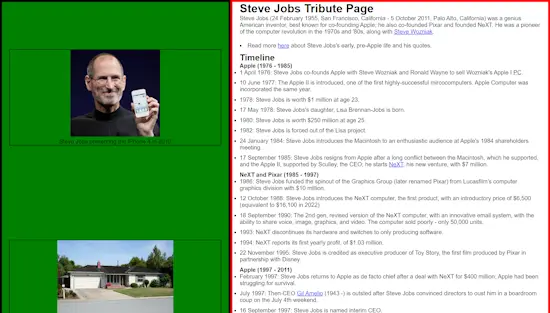 Steve Jobs Tribute Page
Steve Jobs (24 February 1955, San Francisco, California - 5 October 2011, Palo Alto, California) was a genius
American inventor, best known for co-founding Apple; he also co-founded Pixar and founded NeXT. He was a pioneer
of the computer revolution in the 1970s and '80s, along with Steve Wozniak.
Read more here about Steve Jobs's early, pre-Apple life and his quotes.
Timeline
Apple (1976 - 1985)
1 April 1976: Steve Jobs co-founds Apple with Steve Wozniak and Ronald Wayne to sell Wozniak's Apple I PC.
10 June 1977: The Apple II is introduced, one of the first highly-successful microcomputers. Apple Computer was
incorporated the same year.
1978: Steve Jobs is worth $1 million at age 23.
17 May 1978: Steve Jobs's daughter, Lisa Brennan-Jobs is born.
1980: Steve Jobs is worth $250 million at age 25.
1982: Steve Jobs is forced out of the Lisa project.
24 January 1984: Steve Jobs introduces the Macintosh to an enthusiastic audience at Apple's 1984 shareholders
meeting.
17 September 1985: Steve Jobs resigns from Apple after a long conflict between the Macintosh, which he supported,
and the Apple II, supported by Sculley, the CEO; he starts NeXT, his new venture, with $7 million.
NeXT and Pixar (1985 - 1997)
1986: Steve Jobs funded the spinout of the Graphics Group (later renamed Pixar) from Lucasfilm's computer
graphics division with $10 million.
12 October 1988: Steve Jobs introduces the NeXT computer, the first product, with an introductory price of $6,500
(equivalent to $16,100 in 2022)
18 September 1990: The 2nd gen, revised version of the NeXT computer, with an innovative email system, with the
ability to share voice, image, graphics, and video. The computer sold poorly - only 50,000 units.
1993: NeXT discontinues its hardware and switches to only producing software.
1994: NeXT reports its first yearly profit, of $1.03 million.
22 November 1995: Steve Jobs is credited as executive producer of Toy Story, the first film produced by Pixar in
partnership with Disney.
Apple (1997 - 2011)
February 1997: Steve Jobs returns to Apple as de facto chief after a deal with NeXT for $400 million; Apple had been
struggling for survival.
July 1997: Then-CEO Gil Amelio (1943 -) is outsted after Steve Jobs convinced directors to oust him in a boardroom
coup on the July 4th weekend.
16 September 1997: Steve Jobs is named interim CEO.
Steve Jobs presenting the iPhone 4 in 2010